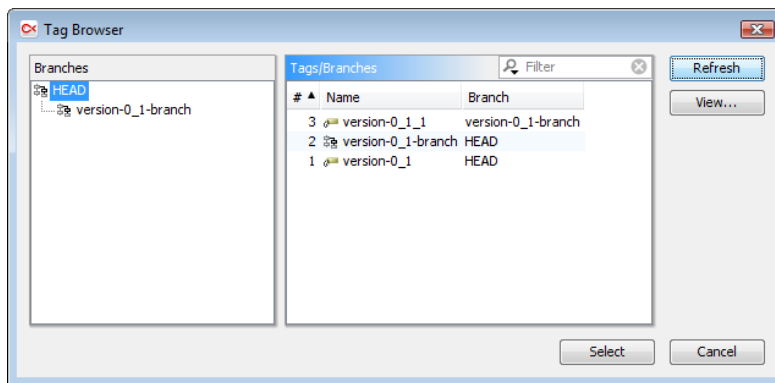 Tag Browser
Branches
HEAD
version-0_1-branch
Tags/Branches
Filter
# Name Branch
3 version-0_1_1 version-0_1-branch
2 version-0_1-branch HEAD
1 version-0_1 HEAD
Refresh
View...
Select Cancel